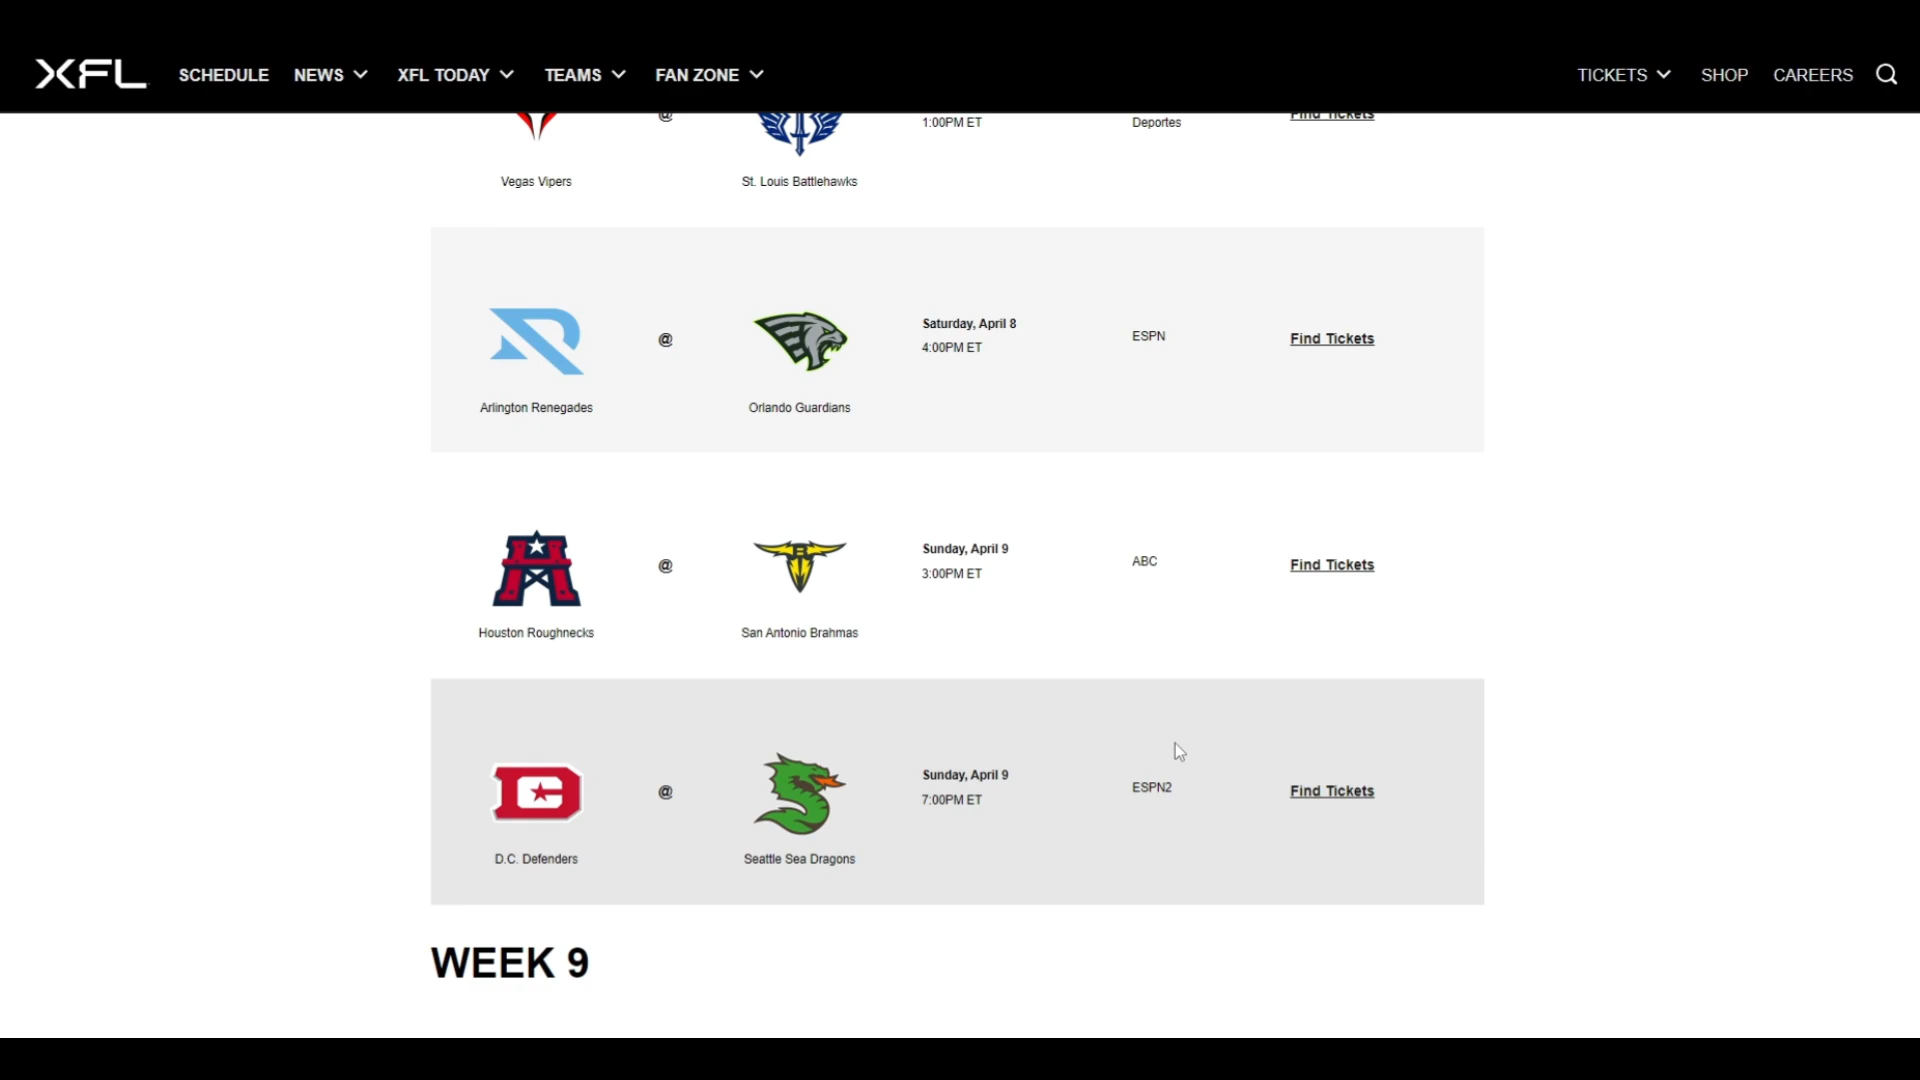 XFL SCHEDULE NEWS XFL TODAY TEAMS FAN ZONE TICKETS SHOP CAREERS
@ 1:00PM ET Deportes Find Tickets
Vegas Vipers St. Louis Battlehawks
Saturday, April 8
@ 4:00PM ET ESPN Find Tickets
Arlington Renegades Orlando Guardians
Sunday, April 9
@ 3:00PM ET ABC Find Tickets
Houston Roughnecks San Antonio Brahmas
Sunday, April 9
@ 7:00PM ET ESPN2 Find Tickets
D.C. Defenders Seattle Sea Dragons
WEEK 9